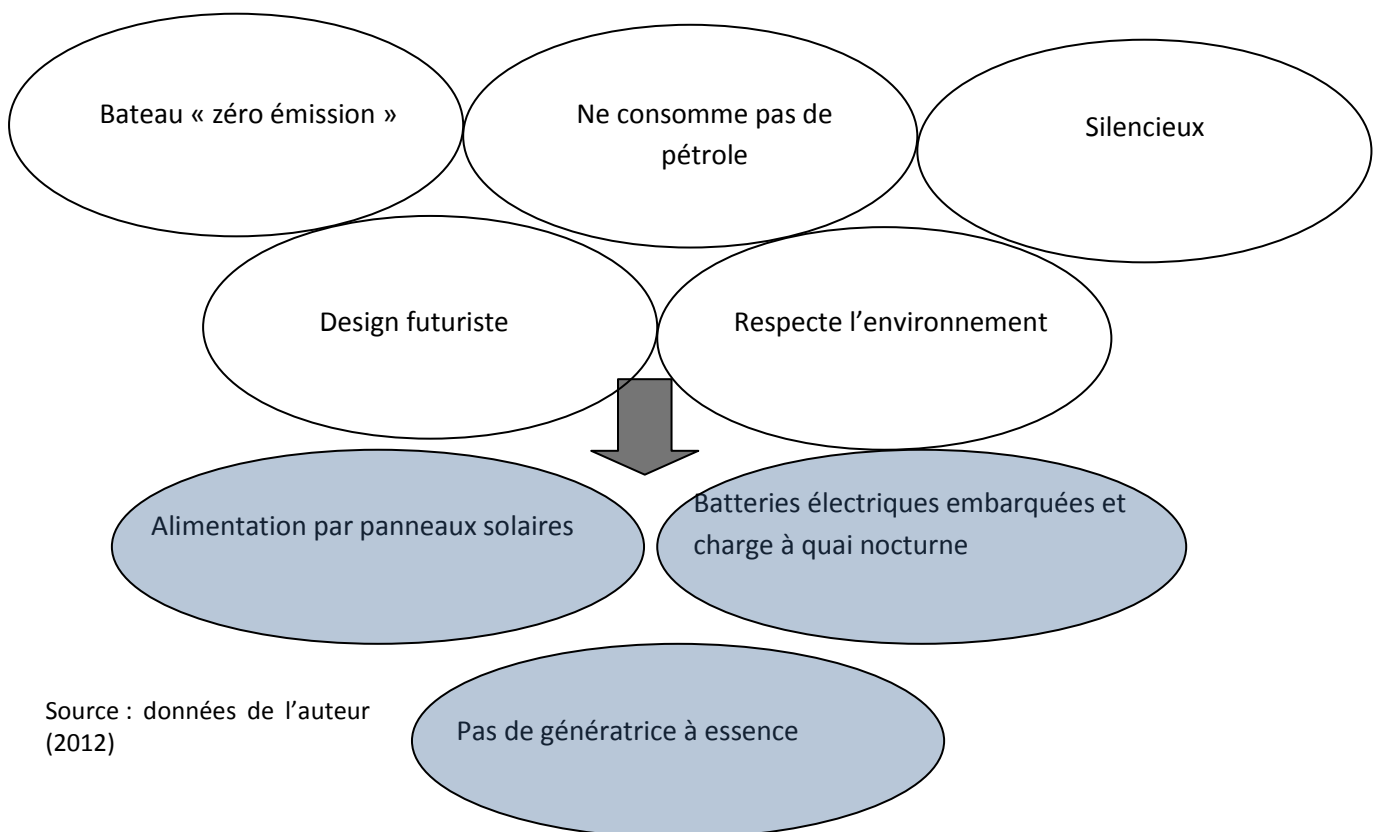 Bateau « zéro émission »
Ne consomme pas de
pétrole
Silencieux
Design futuriste
Respecte l’environnement
Alimentation par panneaux solaires
Batteries électriques embarquées et
charge à quai nocturne
Pas de génératrice à essence
Source : données de l’auteur
(2012)